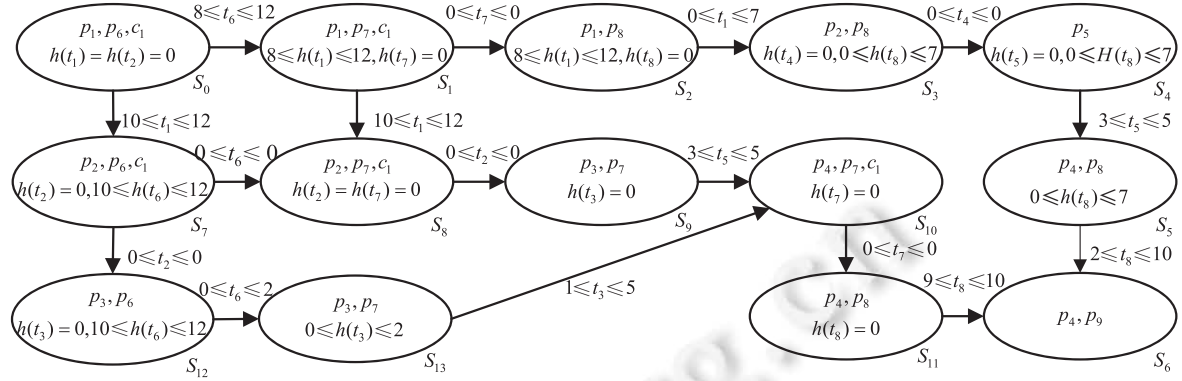 8≤t₆≤12
0≤t₇≤0
0≤t₁≤7
0≤t₄≤0
p₁, p₆, c₁
h(t₁)=h(t₂)=0
S₀
p₁, p₇, c₁
8≤h(t₁)≤12, h(t₇)=0
S₁
p₁, p₈
8≤h(t₁)≤12, h(t₈)=0
S₂
p₂, p₈
h(t₄)=0,0≤h(t₈)≤7
S₃
p₅
h(t₅)=0,0≤H(t₈)≤7
S₄
10≤t₁≤12
10≤t₁≤12
3≤t₅≤5
0≤t₆≤0
0≤t₂≤0
3≤t₅≤5
p₂, p₆, c₁
h(t₂)=0,10≤h(t₆)≤12
S₇
p₂, p₇, c₁
h(t₂)=h(t₇)=0
S₈
p₃, p₇
h(t₃)=0
S₉
p₄, p₇, c₁
h(t₇)=0
S₁₀
p₄, p₈
0≤h(t₈)≤7
S₅
0≤t₂≤0
0≤t₇≤0
2≤t₈≤10
0≤t₆≤2
1≤t₃≤5
9≤t₈≤10
p₃, p₆
h(t₃)=0,10≤h(t₆)≤12
S₁₂
p₃, p₇
0≤h(t₃)≤2
S₁₃
p₄, p₈
h(t₈)=0
S₁₁
p₄, p₉
S₆